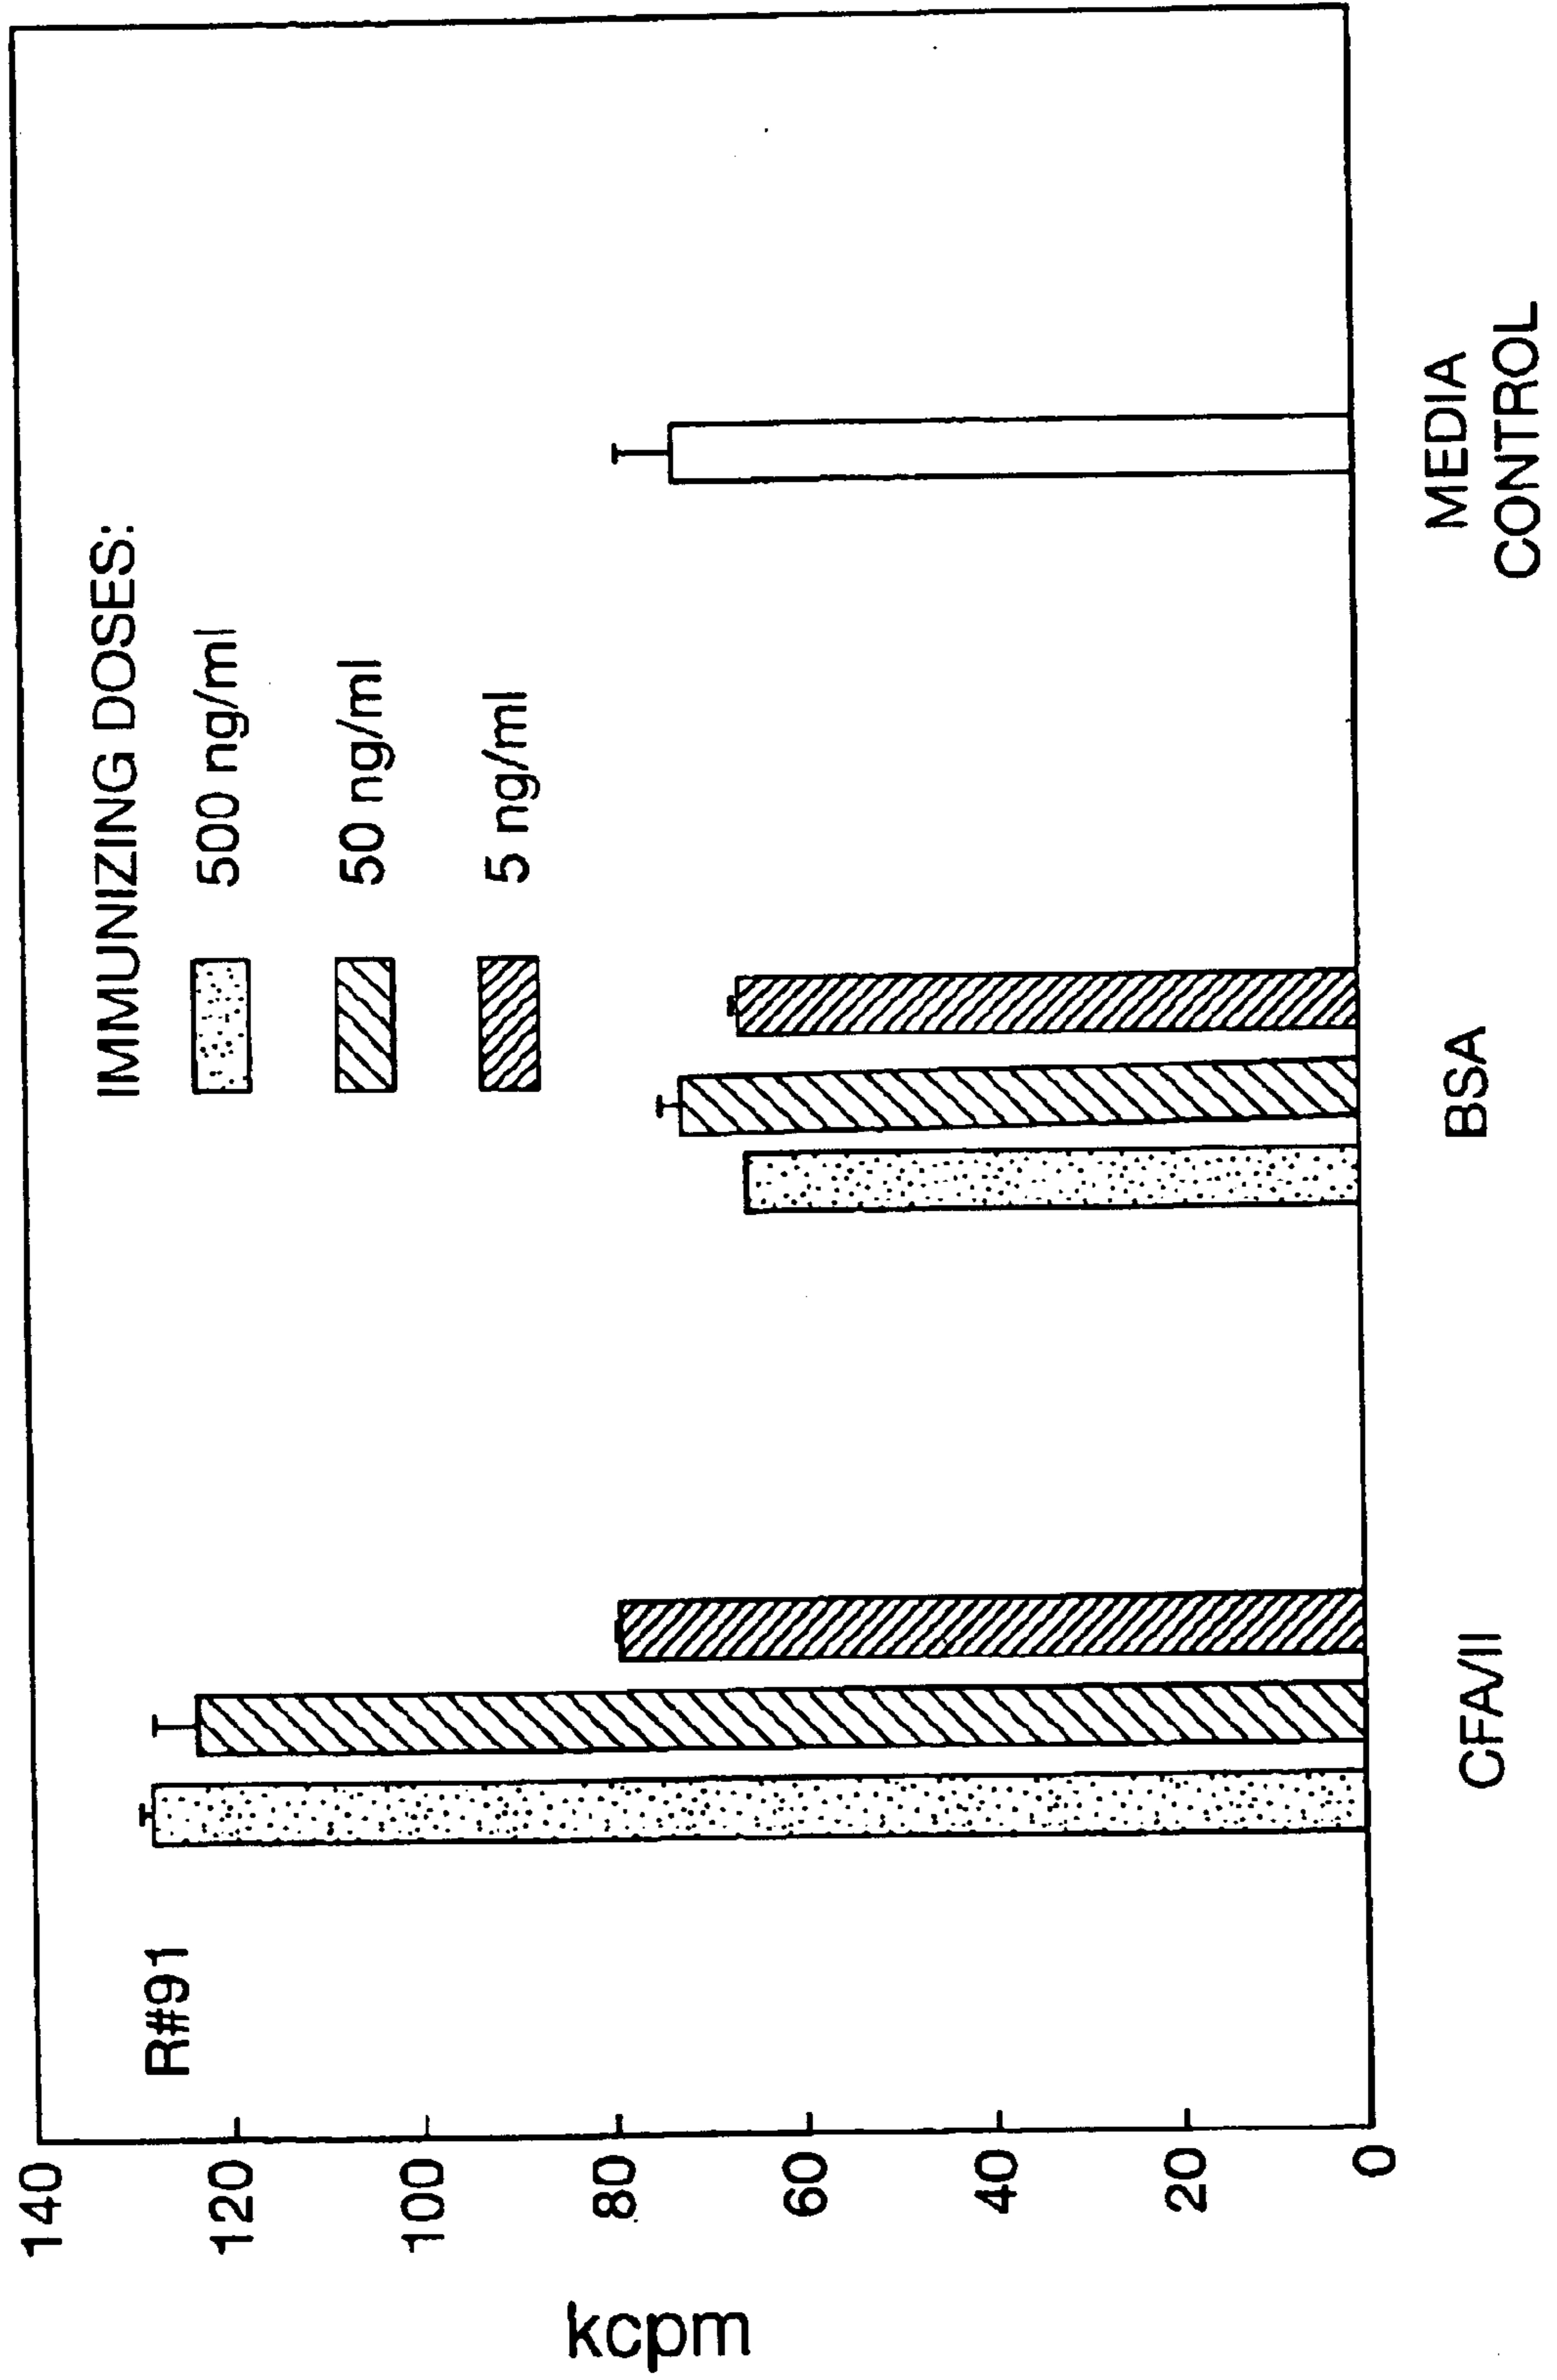 R#91
IMMUNIZING DOSES:
500 ng/ml
50 ng/ml
5 ng/ml
kcpm
140
120
100
80
60
40
20
0
CFA/II
BSA
MEDIA
CONTROL